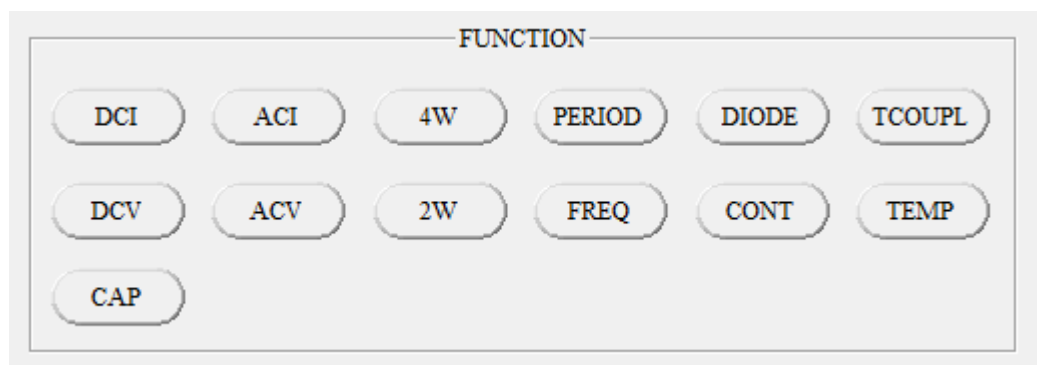 FUNCTION
DCI ACI 4W PERIOD DIODE TCOUPL
DCV ACV 2W FREQ CONT TEMP
CAP